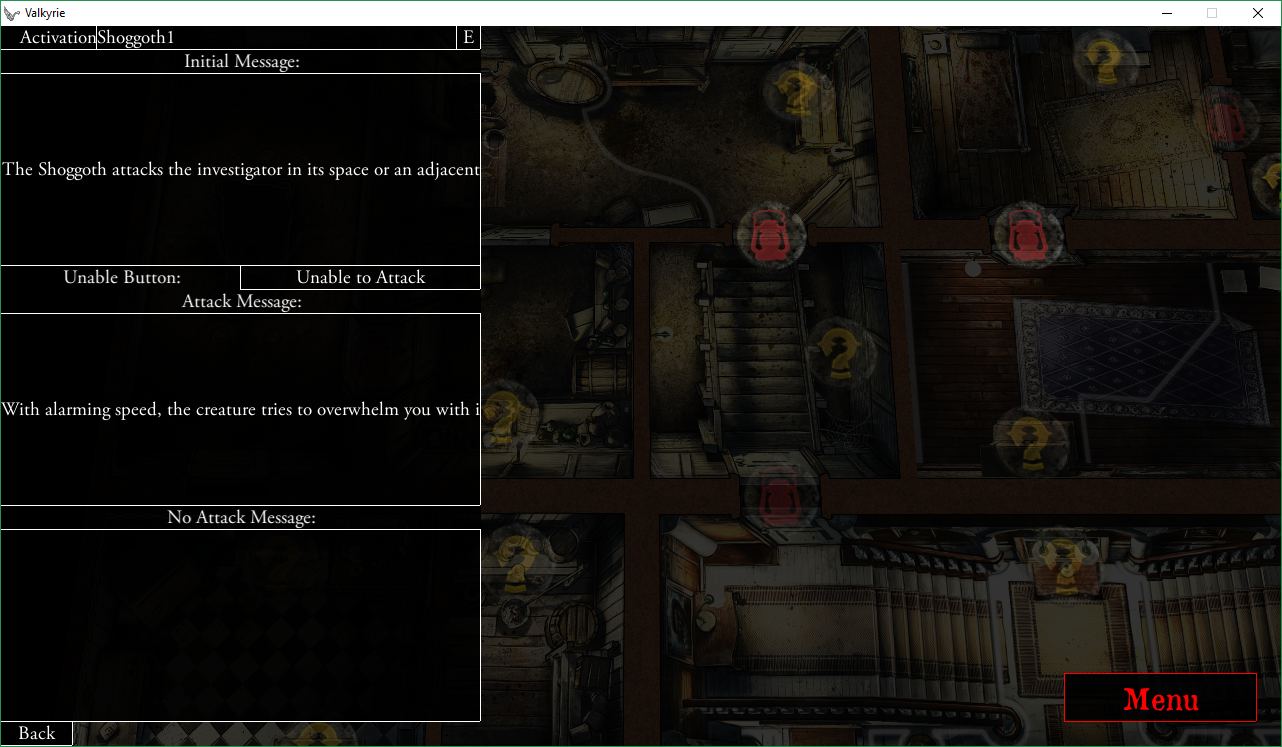 Valkyrie
Activation Shoggoth1 E
Initial Message:
The Shoggoth attacks the investigator in its space or an adjacent
Unable Button: Unable to Attack
Attack Message:
With alarming speed, the creature tries to overwhelm you with i
No Attack Message:
Menu
Back